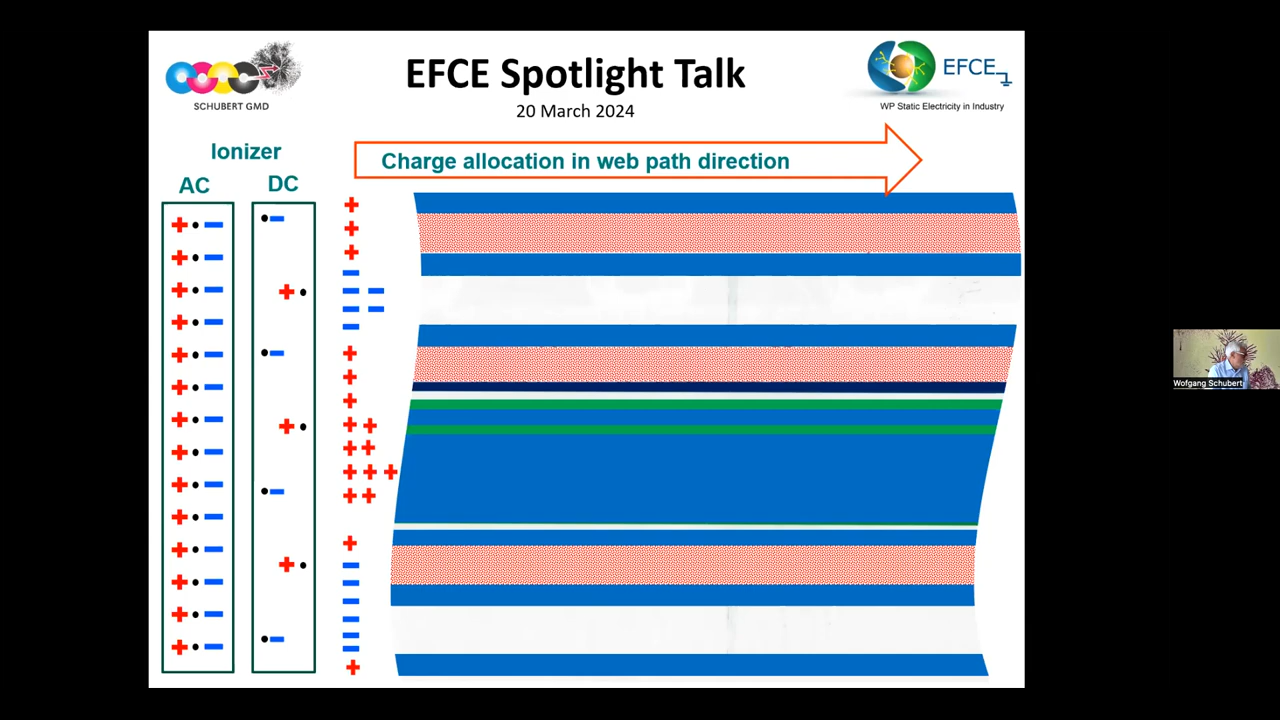 SCHUBERT GMD
EFCE Spotlight Talk
20 March 2024
EFCE
WP Static Electricity in Industry
Ionizer
AC
DC
Charge allocation in web path direction
Wofgang Schubert